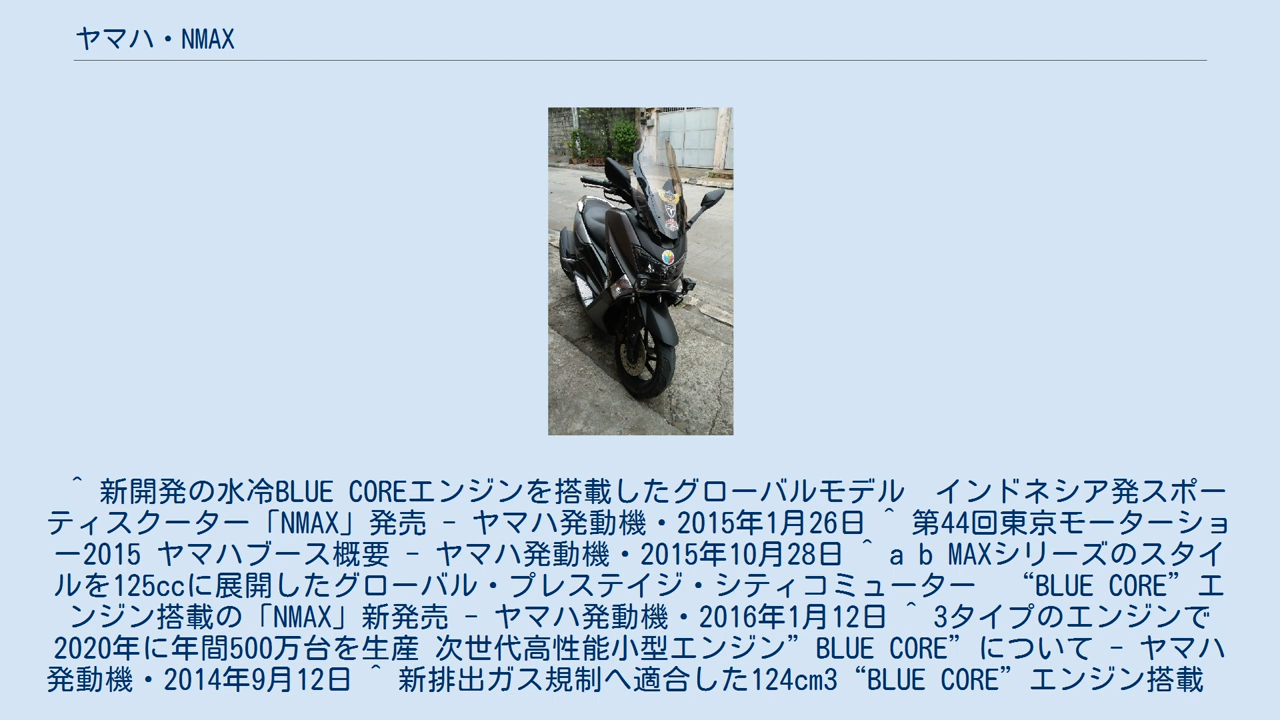 ヤマハ・NMAX
^ 新開発の水冷BLUE COREエンジンを搭載したグローバルモデル　インドネシア発スポー
ティスクーター「NMAX」発売 - ヤマハ発動機・2015年1月26日 ^ 第44回東京モーターショ
ー2015 ヤマハブース概要 - ヤマハ発動機・2015年10月28日 ^ a b MAXシリーズのスタイ
ルを125ccに展開したグローバル・プレステイジ・シティコミューター　“BLUE CORE”エ
ンジン搭載の「NMAX」新発売 - ヤマハ発動機・2016年1月12日 ^ 3タイプのエンジンで
2020年に年間500万台を生産 次世代高性能小型エンジン”BLUE CORE”について - ヤマハ
発動機・2014年9月12日 ^ 新排出ガス規制へ適合した124cm3“BLUE CORE”エンジン搭載